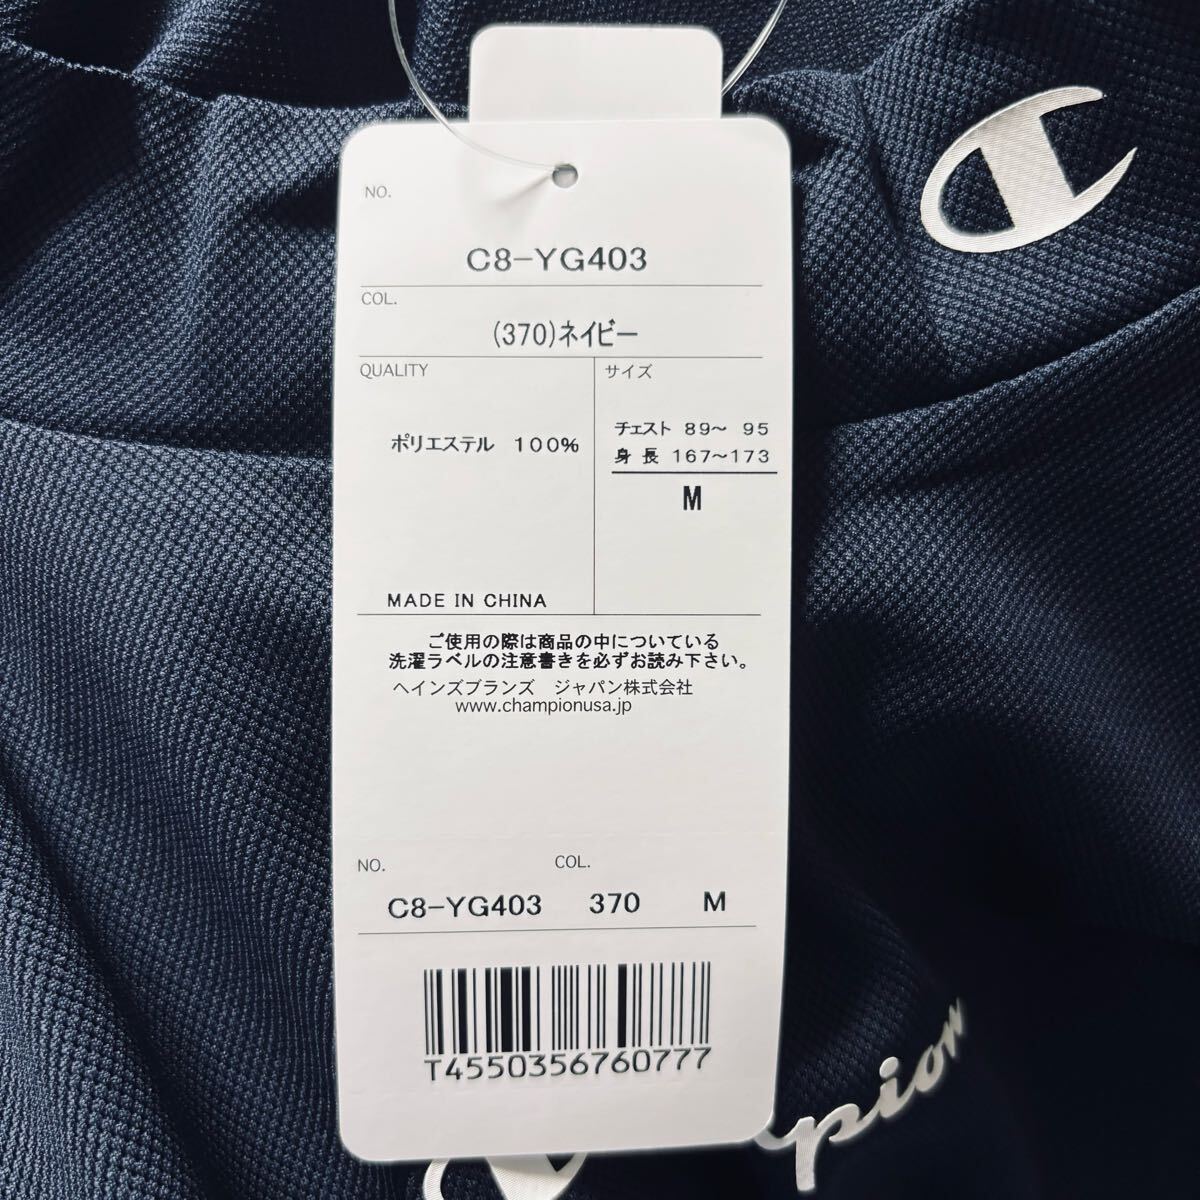 NO.
C8-YG403
COL.
(370)ネイビー
QUALITY
サイズ
ポリエステル 100%
チェスト 89～ 95
身 長 167～173
M
MADE IN CHINA
ご使用の際は商品の中についている
洗濯ラベルの注意書きを必ずお読み下さい。
ヘインズブランズ ジャパン株式会社
www.championusa.jp
NO.
COL.
C8-YG403 370 M
T4550356760777